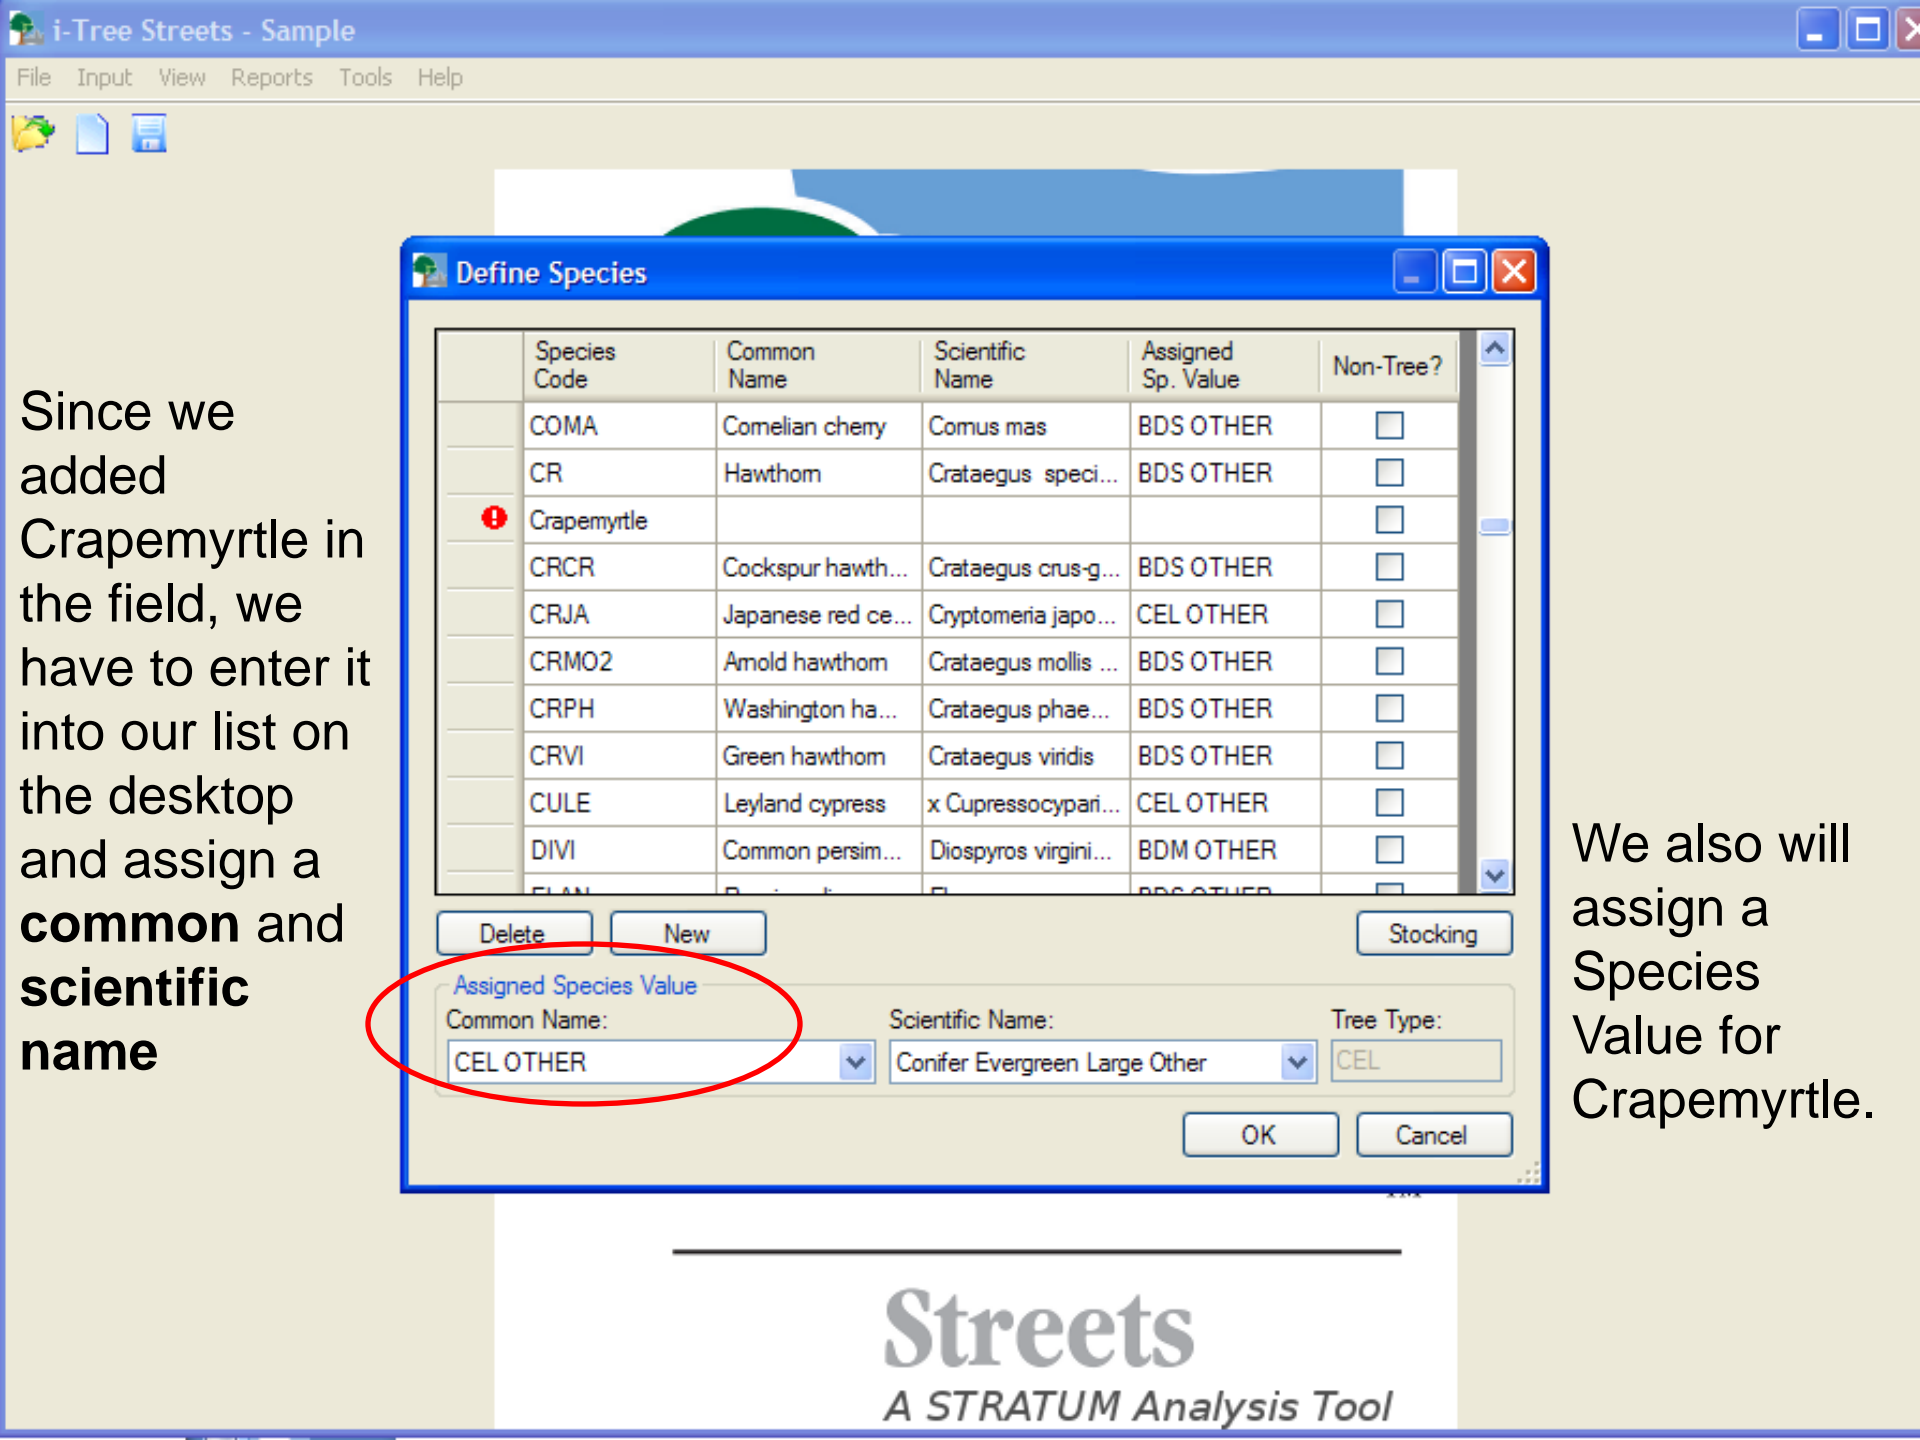 i-Tree Streets - Sample
File Input View Reports Tools Help
Since we
added
Crapemyrtle in
the field, we
have to enter it
into our list on
the desktop
and assign a
common and
scientific
name
Define Species
Species Code Common Name Scientific Name Assigned Sp. Value Non-Tree?
COMA Cornelian cherry Cornus mas BDS OTHER
CR Hawthorn Crataegus speci... BDS OTHER
Crapemyrtle
CRCR Cockspur hawth... Crataegus crus-g... BDS OTHER
CRJA Japanese red ce... Cryptomeria japo... CEL OTHER
CRMO2 Arnold hawthorn Crataegus mollis ... BDS OTHER
CRPH Washington ha... Crataegus phae... BDS OTHER
CRVI Green hawthorn Crataegus viridis BDS OTHER
CULE Leyland cypress x Cupressocypari... CEL OTHER
DIVI Common persim... Diospyros virgini... BDM OTHER
Delete New Stocking
Assigned Species Value
Common Name: Scientific Name: Tree Type:
CEL OTHER Conifer Evergreen Large Other CEL
OK Cancel
We also will
assign a
Species
Value for
Crapemyrtle.
Streets
A STRATUM Analysis Tool